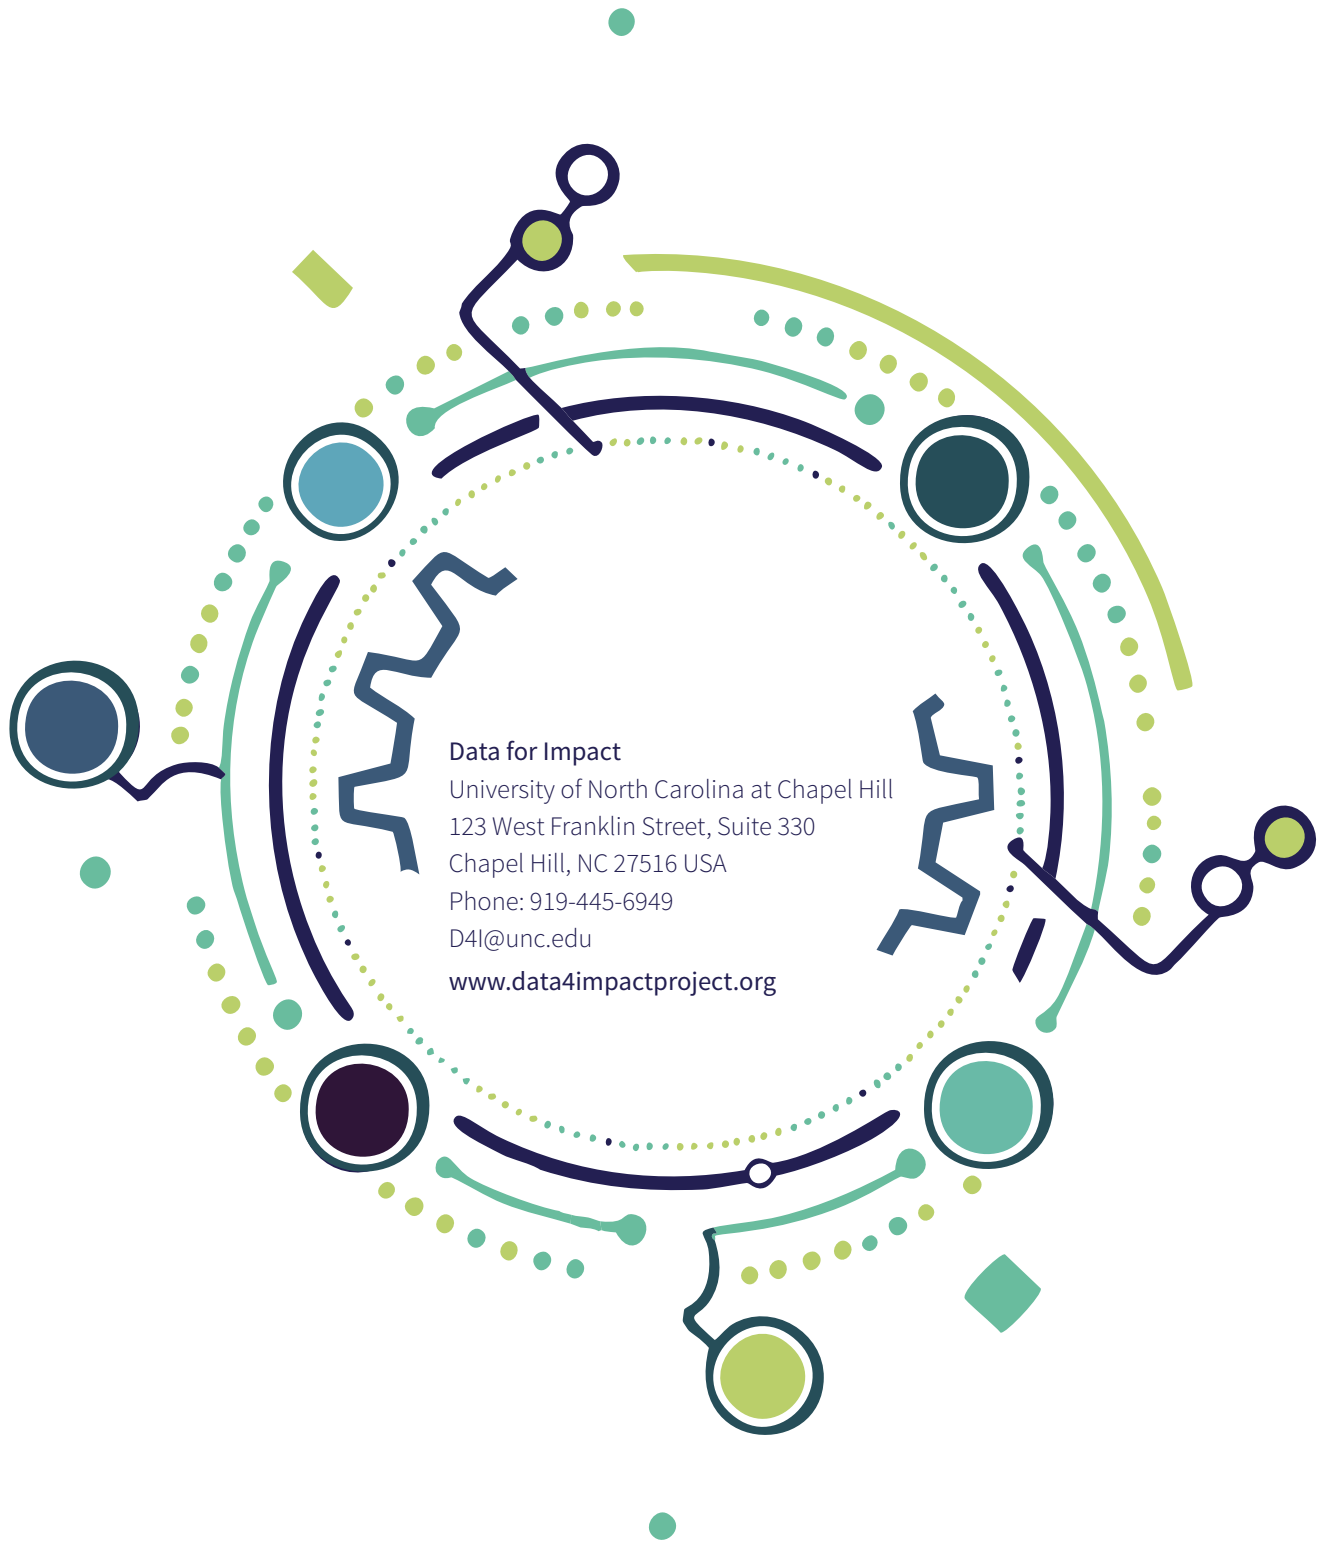 Data for Impact
University of North Carolina at Chapel Hill
123 West Franklin Street, Suite 330
Chapel Hill, NC 27516 USA
Phone: 919-445-6949
D4I@unc.edu
www.data4impactproject.org